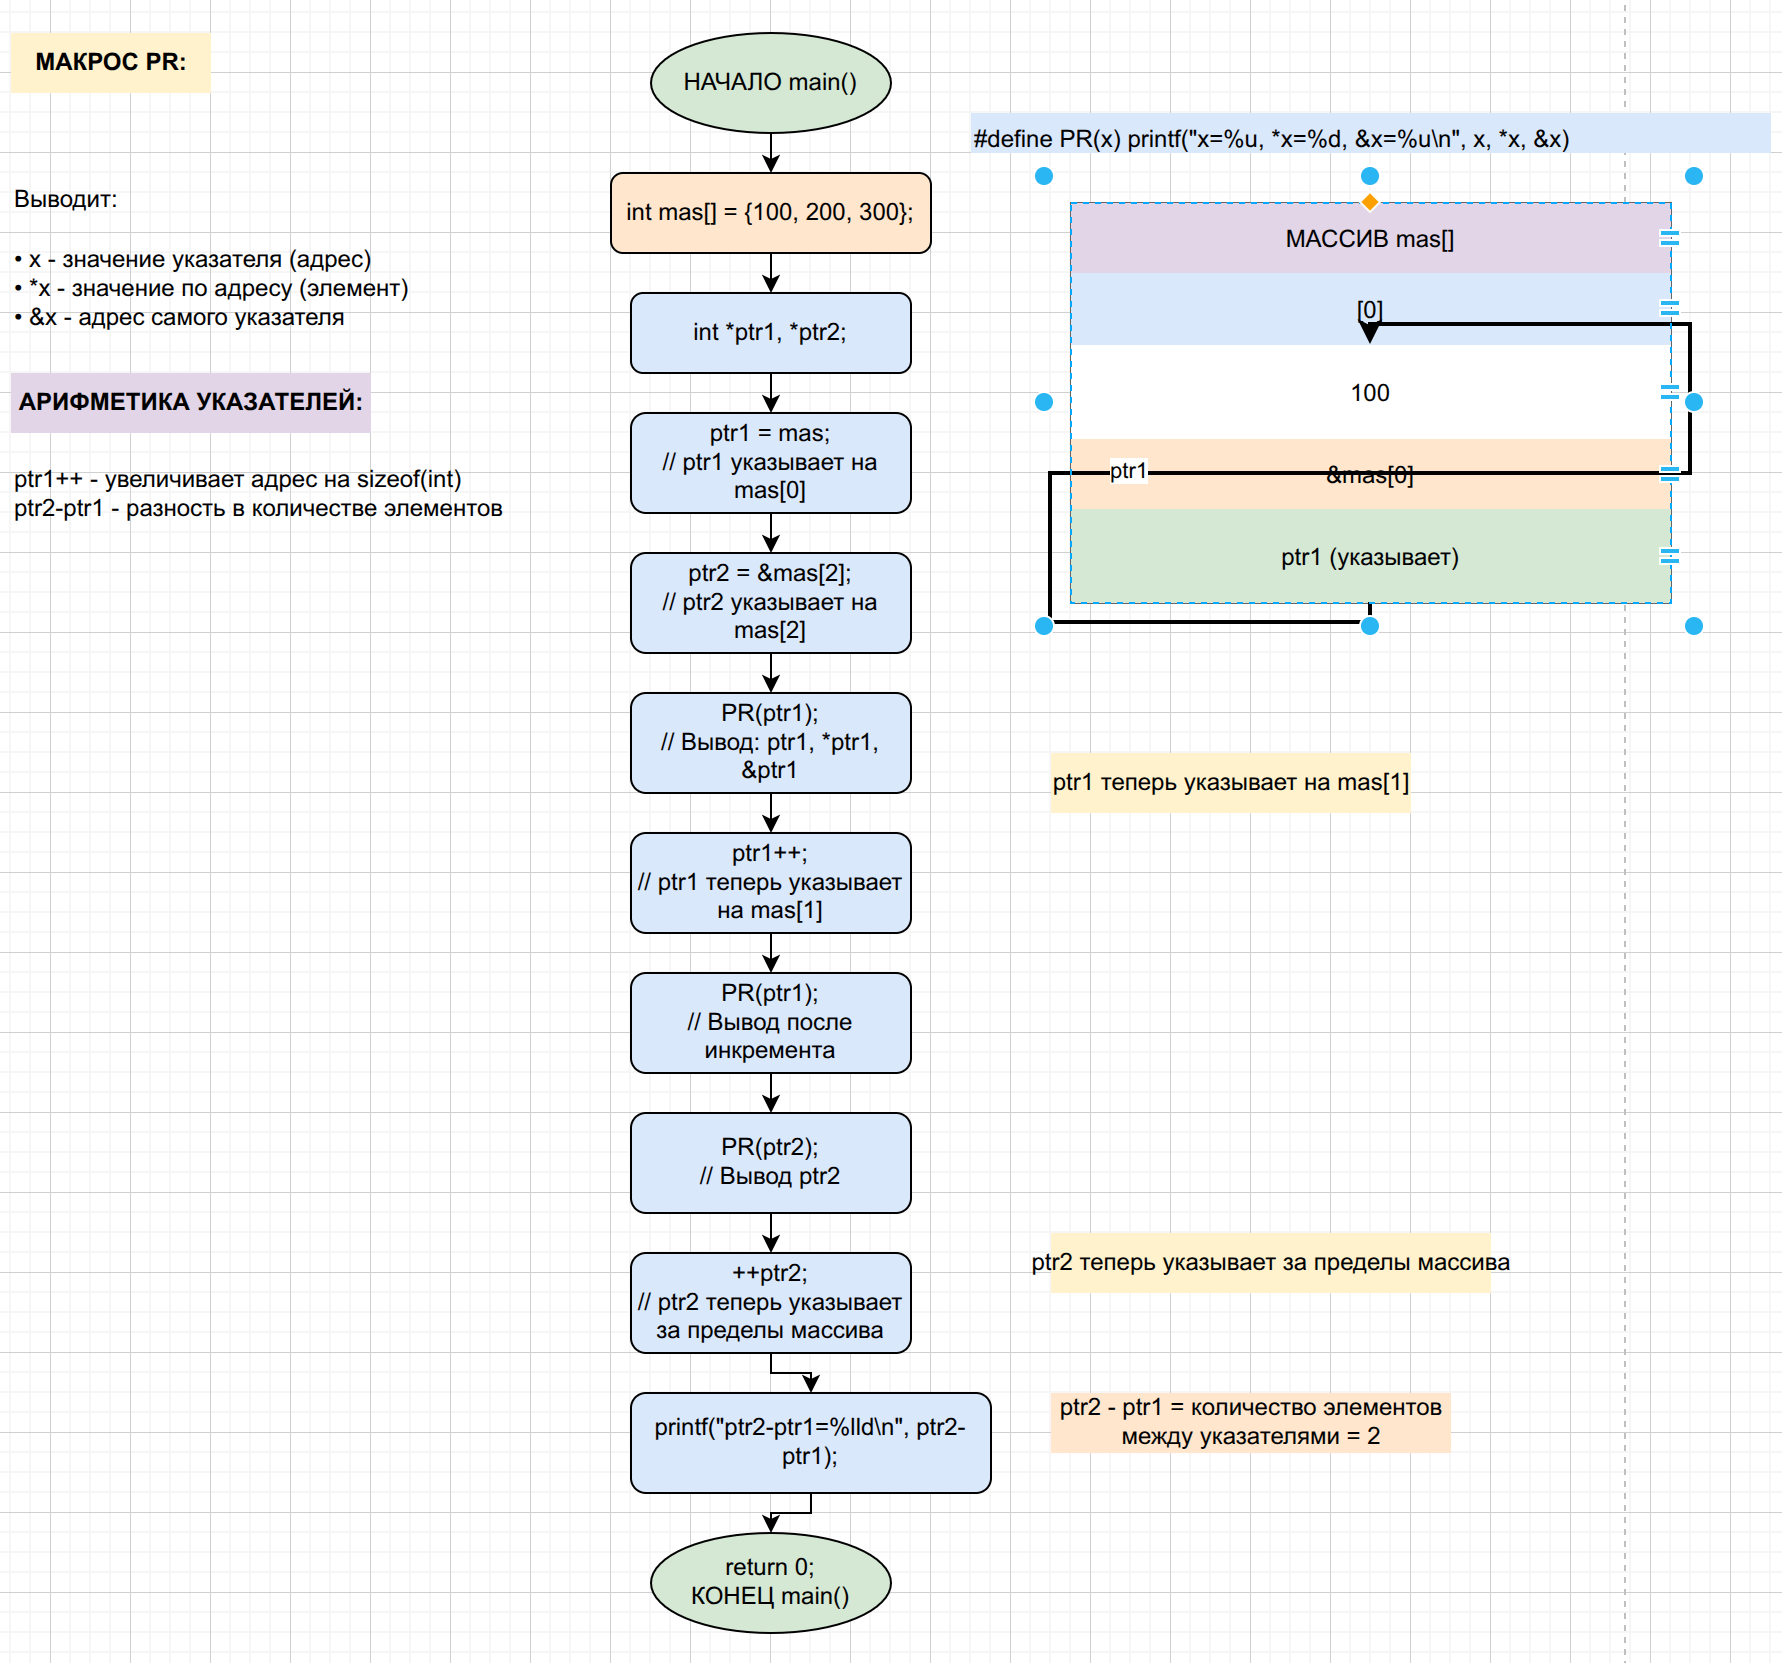 МАКРОС PR:
Выводит:
• x - значение указателя (адрес)
• *x - значение по адресу (элемент)
• &x - адрес самого указателя
АРИФМЕТИКА УКАЗАТЕЛЕЙ:
ptr1++ - увеличивает адрес на sizeof(int)
ptr2-ptr1 - разность в количестве элементов
НАЧАЛО main()
int mas[] = {100, 200, 300};
int *ptr1, *ptr2;
ptr1 = mas;
// ptr1 указывает на
mas[0]
ptr2 = &mas[2];
// ptr2 указывает на
mas[2]
PR(ptr1);
// Вывод: ptr1, *ptr1,
&ptr1
ptr1++;
// ptr1 теперь указывает
на mas[1]
PR(ptr1);
// Вывод после
инкремента
PR(ptr2);
// Вывод ptr2
++ptr2;
// ptr2 теперь указывает
за пределы массива
printf("ptr2-ptr1=%lld\n", ptr2-
ptr1);
return 0;
КОНЕЦ main()
#define PR(x) printf("x=%u, *x=%d, &x=%u\n", x, *x, &x)
МАССИВ mas[]
[0]
100
ptr1
&mas[0]
ptr1 (указывает)
ptr1 теперь указывает на mas[1]
ptr2 теперь указывает за пределы массива
ptr2 - ptr1 = количество элементов
между указателями = 2